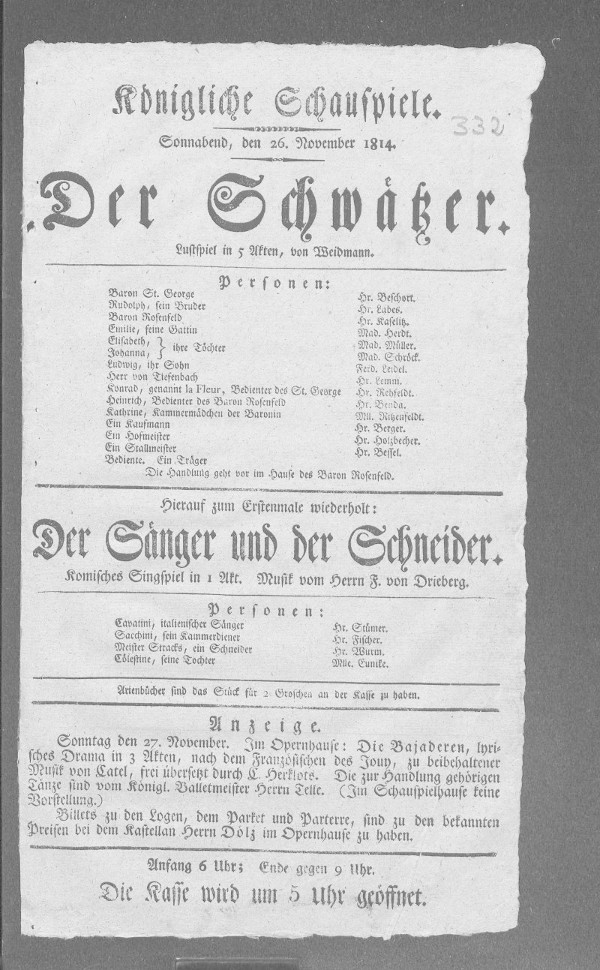 Königliche Schauspiele.
332
Sonnabend, den 26. November 1814.
Der Schwätzer.
Lustspiel in 5 Akten, von Weidmann.
Personen:
Baron St. George Hr. Beschort.
Rudolph, sein Bruder Hr. Labes.
Baron Rosenfeld Hr. Kaselitz.
Emilie, seine Gattin Mad. Herdt.
Elisabeth, } ihre Töchter Mad. Müller.
Johanna, Mad. Schröck.
Ludwig, ihr Sohn Ferd. Leidel.
Herr von Tiefenbach Hr. Lemm.
Konrad, genannt la Fleur, Bedienter des St. George Hr. Rehfeldt.
Heinrich, Bedienter des Baron Rosenfeld Hr. Benda.
Kathrine, Kammermädchen der Baronin Mll. Ritzenfeldt.
Ein Kaufmann Hr. Berger.
Ein Hofmeister Hr. Holzbecher.
Ein Stallmeister Hr. Bessel.
Bediente. Ein Träger
Die Handlung geht vor im Hause des Baron Rosenfeld.
Hierauf zum Erstenmale wiederholt:
Der Sänger und der Schneider.
Komisches Singspiel in 1 Akt. Musik vom Herrn F. von Drieberg.
Personen:
Cavatini, italienischer Sänger Hr. Stümer.
Sacchini, sein Kammerdiener Hr. Fischer.
Meister Stracks, ein Schneider Hr. Wurm.
Cölestine, seine Tochter Mlle. Eunike.
Arienbücher sind das Stück für 2 Groschen an der Kasse zu haben.
Anzeige.
Sonntag den 27. November. Im Opernhause: Die Bajaderen, lyri-
sches Drama in 3 Akten, nach dem Französischen des Jouy, zu beibehaltener
Musik von Catel, frei übersetzt durch C. Herklots. Die zur Handlung gehörigen
Tänze sind vom Königl. Balletmeister Herrn Telle. (Im Schauspielhause keine
Vorstellung.)
Billets zu den Logen, dem Parket und Parterre, sind zu den bekannten
Preisen bei dem Kastellan Herrn Dölz im Opernhause zu haben.
Anfang 6 Uhr; Ende gegen 9 Uhr.
Die Kasse wird um 5 Uhr geöffnet.